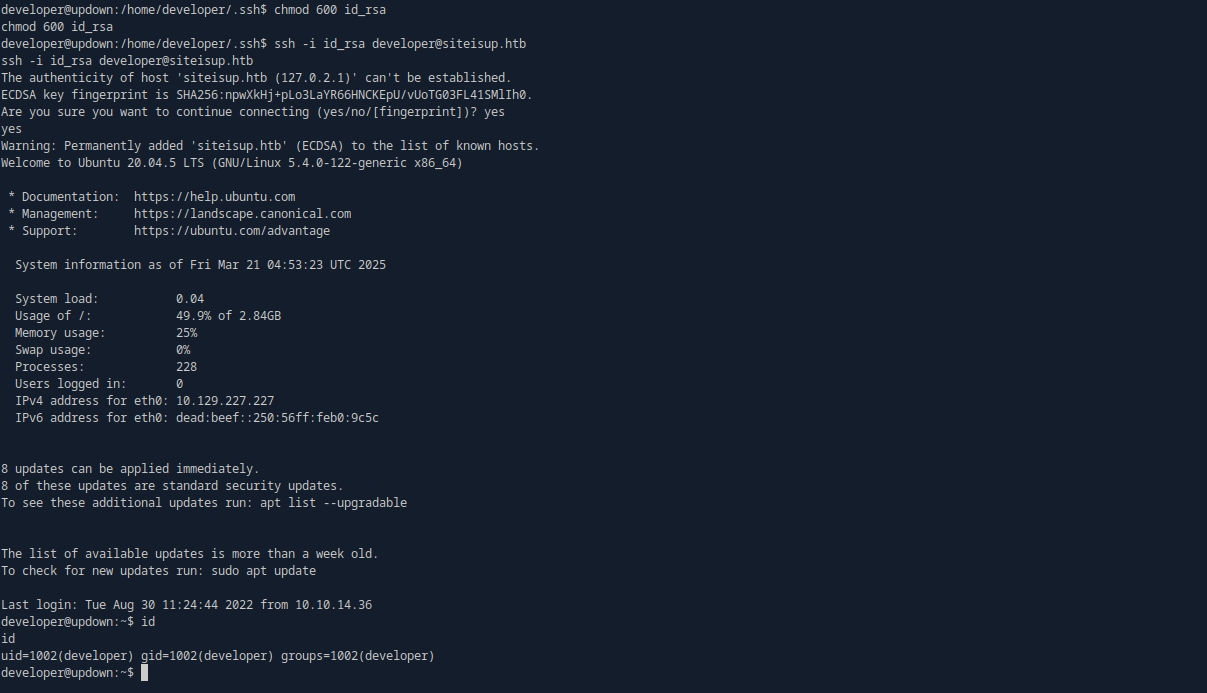 developer@updown:/home/developer/.ssh$ chmod 600 id_rsa
chmod 600 id_rsa
developer@updown:/home/developer/.ssh$ ssh -i id_rsa developer@siteisup.htb
ssh -i id_rsa developer@siteisup.htb
The authenticity of host 'siteisup.htb (127.0.2.1)' can't be established.
ECDSA key fingerprint is SHA256:npwXkHj+pLo3LaYR66HNCKEpU/vUoTG03FL41SMlIh0.
Are you sure you want to continue connecting (yes/no/[fingerprint])? yes
yes
Warning: Permanently added 'siteisup.htb' (ECDSA) to the list of known hosts.
Welcome to Ubuntu 20.04.5 LTS (GNU/Linux 5.4.0-122-generic x86_64)
 * Documentation:  https://help.ubuntu.com
 * Management:     https://landscape.canonical.com
 * Support:        https://ubuntu.com/advantage
  System information as of Fri Mar 21 04:53:23 UTC 2025
  System load:           0.04
  Usage of /:            49.9% of 2.84GB
  Memory usage:          25%
  Swap usage:            0%
  Processes:             228
  Users logged in:       0
  IPv4 address for eth0: 10.129.227.227
  IPv6 address for eth0: dead:beef::250:56ff:feb0:9c5c
8 updates can be applied immediately.
8 of these updates are standard security updates.
To see these additional updates run: apt list --upgradable
The list of available updates is more than a week old.
To check for new updates run: sudo apt update
Last login: Tue Aug 30 11:24:44 2022 from 10.10.14.36
developer@updown:~$ id
id
uid=1002(developer) gid=1002(developer) groups=1002(developer)
developer@updown:~$